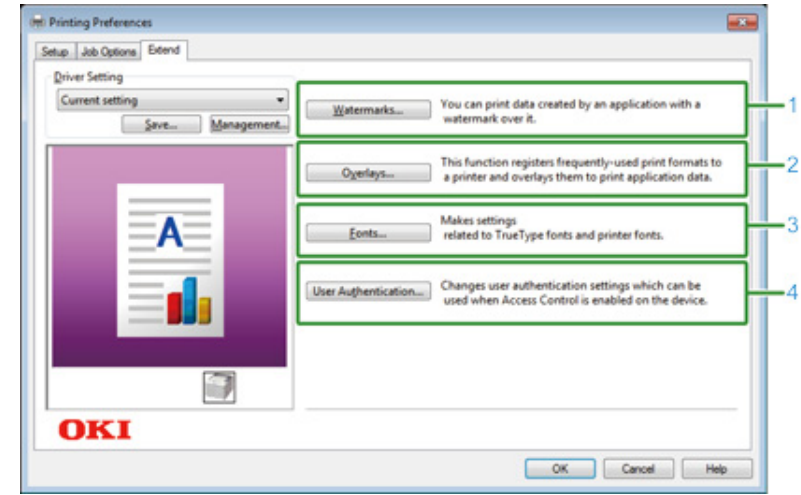 Printing Preferences
Setup Job Options Extend
Driver Setting
Current setting
Save... Management...
Watermarks...
You can print data created by an application with a
watermark over it.
1
Overlays...
This function registers frequently-used print formats to
a printer and overlays them to print application data.
2
Fonts...
Makes settings
related to TrueType fonts and printer fonts.
3
User Authentication...
Changes user authentication settings which can be
used when Access Control is enabled on the device.
4
A
OKI
OK Cancel Help